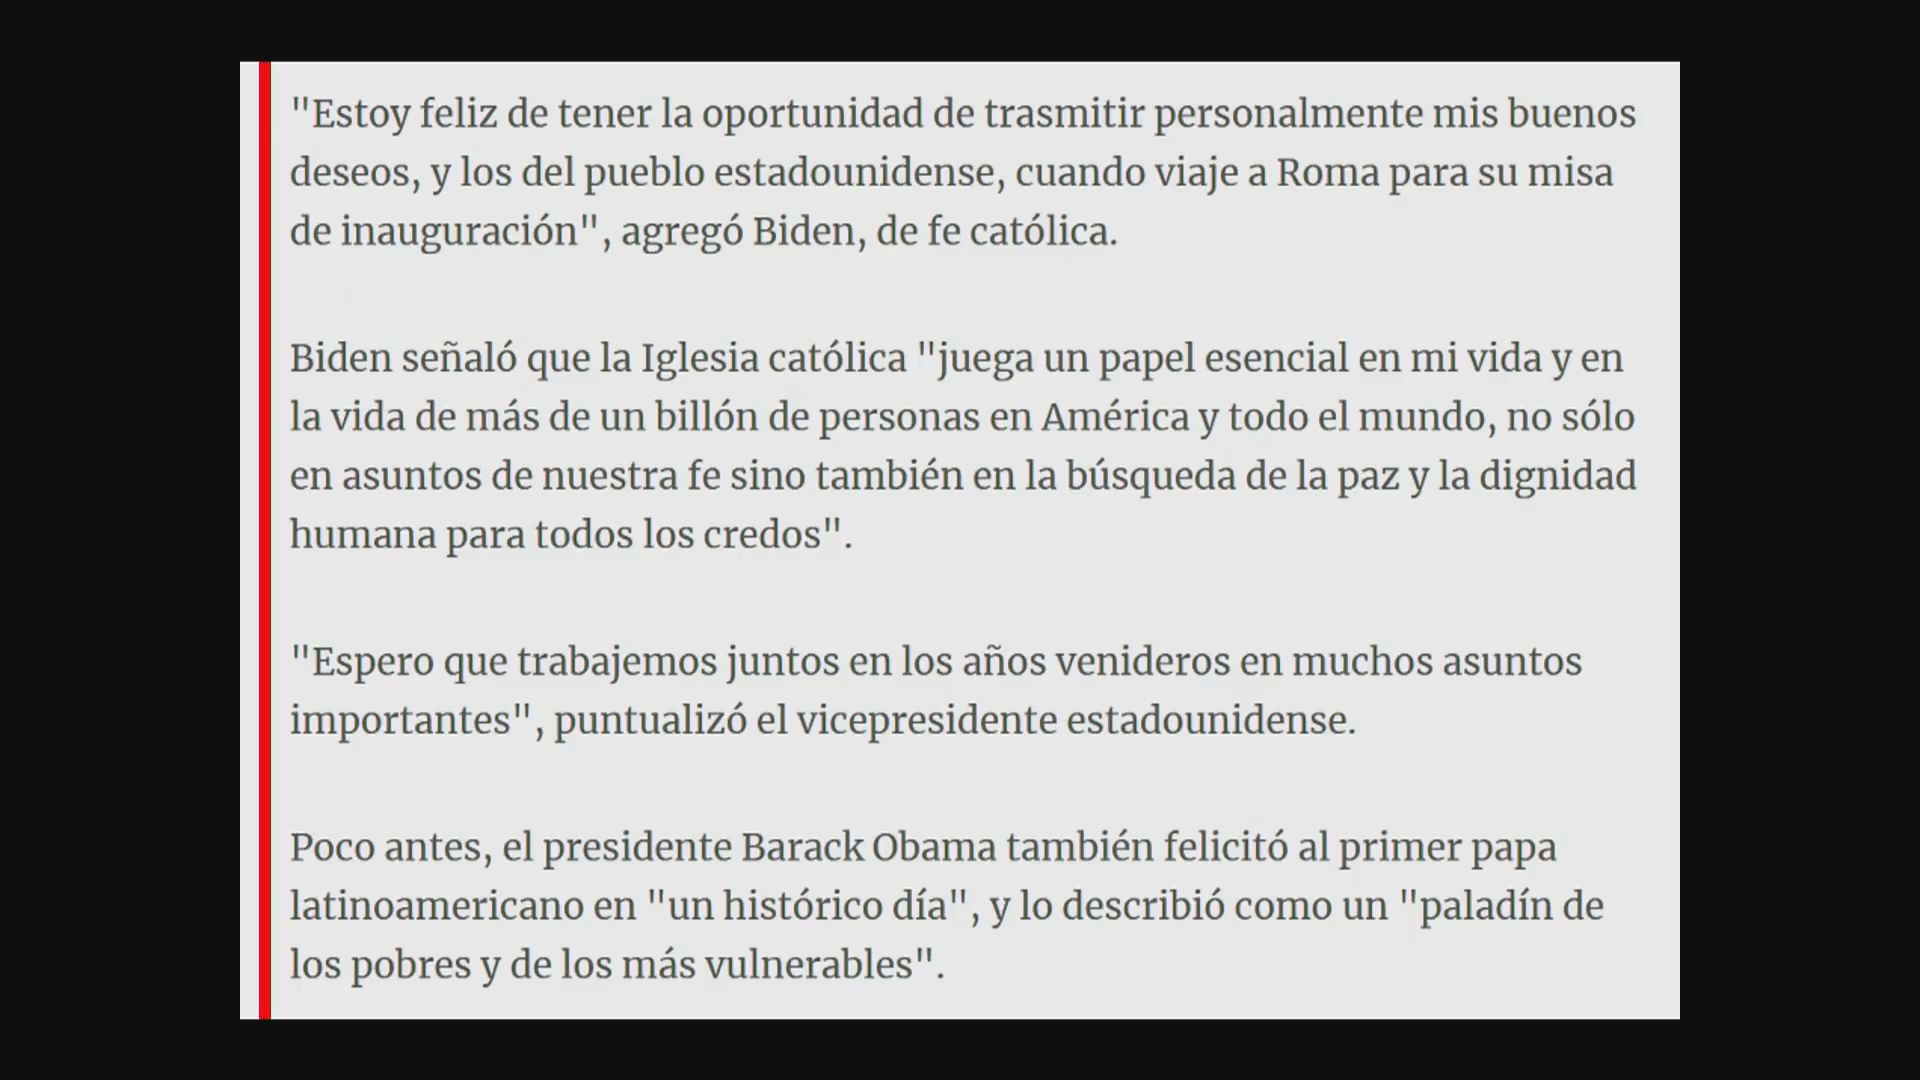 "Estoy feliz de tener la oportunidad de trasmitir personalmente mis buenos
deseos, y los del pueblo estadounidense, cuando viaje a Roma para su misa
de inauguración", agregó Biden, de fe católica.
Biden señaló que la Iglesia católica "juega un papel esencial en mi vida y en
la vida de más de un billón de personas en América y todo el mundo, no sólo
en asuntos de nuestra fe sino también en la búsqueda de la paz y la dignidad
humana para todos los credos".
"Espero que trabajemos juntos en los años venideros en muchos asuntos
importantes", puntualizó el vicepresidente estadounidense.
Poco antes, el presidente Barack Obama también felicitó al primer papa
latinoamericano en "un histórico día", y lo describió como un "paladín de
los pobres y de los más vulnerables".